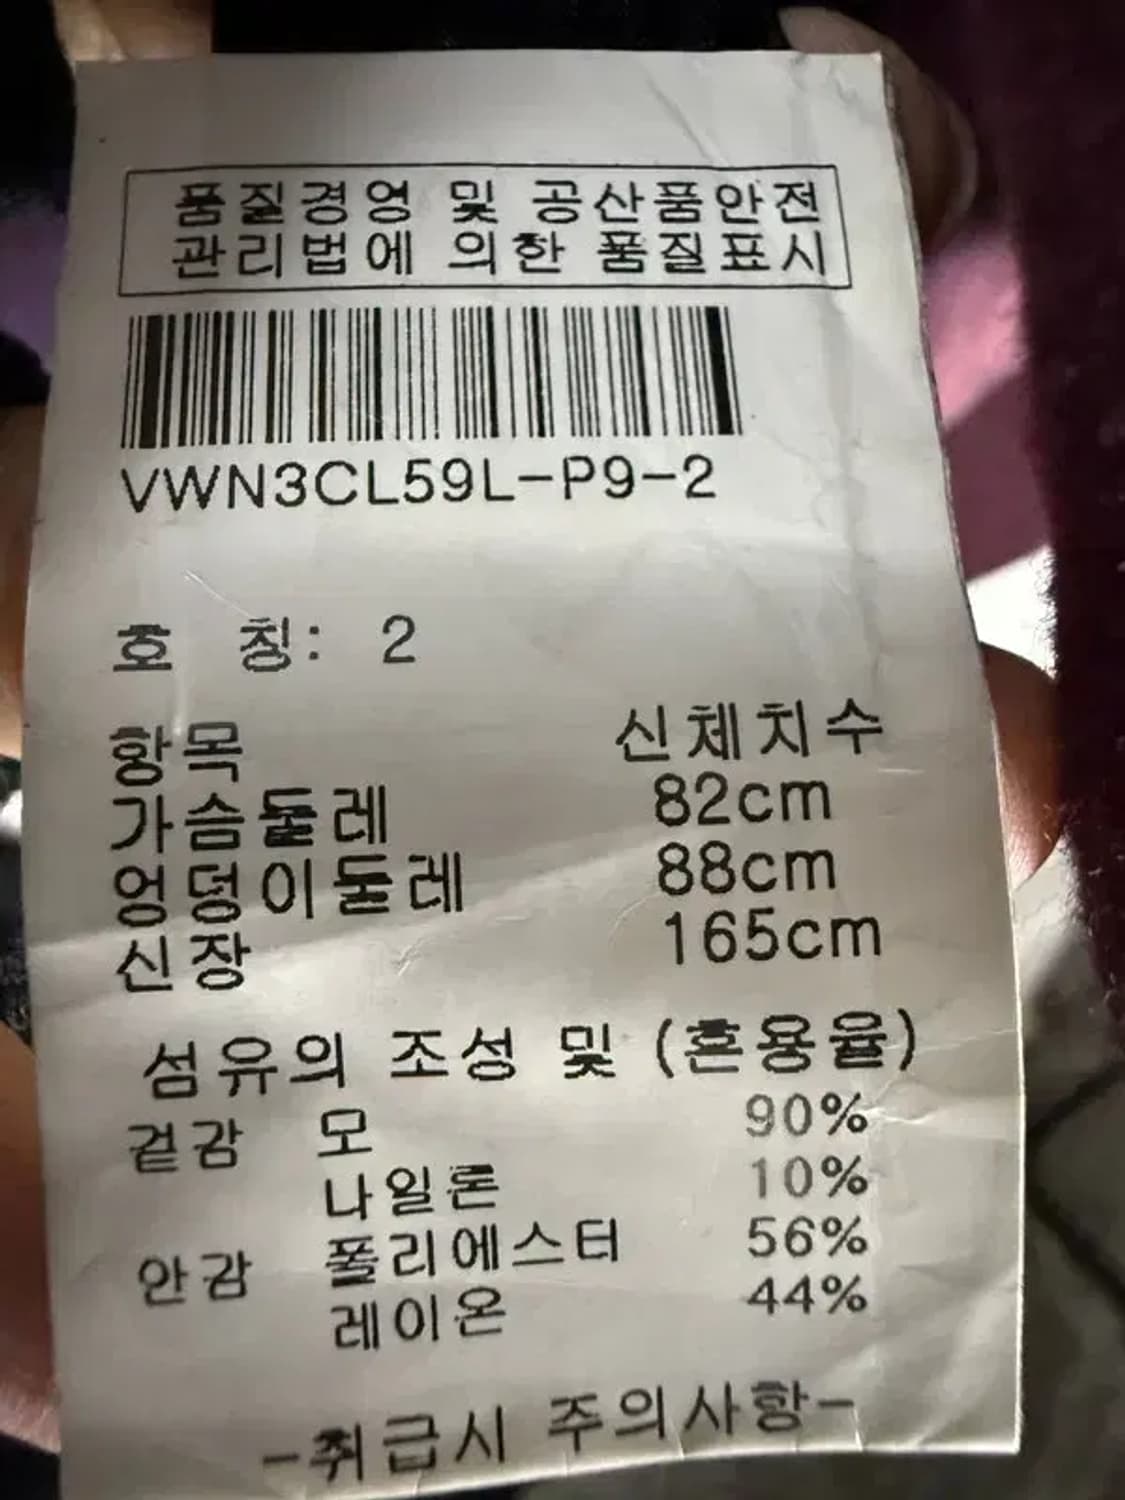 품질경영 및 공산품안전
관리법에 의한 품질표시
VWN3CL59L-P9-2
호 칭: 2
항목 신체치수
가슴둘레 82cm
엉덩이둘레 88cm
신장 165cm
섬유의 조성 및 (혼용율)
겉감 모 90%
나일론 10%
안감 폴리에스터 56%
레이온 44%
-취급시 주의사항-